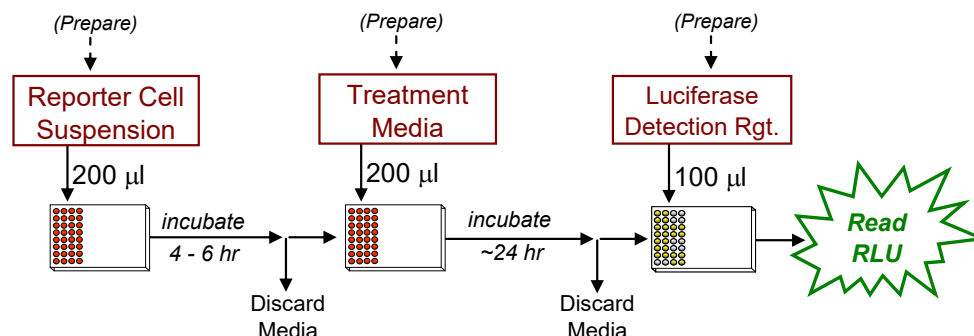 (Prepare)
(Prepare)
(Prepare)
Reporter Cell
Suspension
Treatment
Media
Luciferase
Detection Rgt.
200 µl
200 µl
100 µl
incubate
4 - 6 hr
incubate
~24 hr
Read
RLU
Discard
Media
Discard
Media